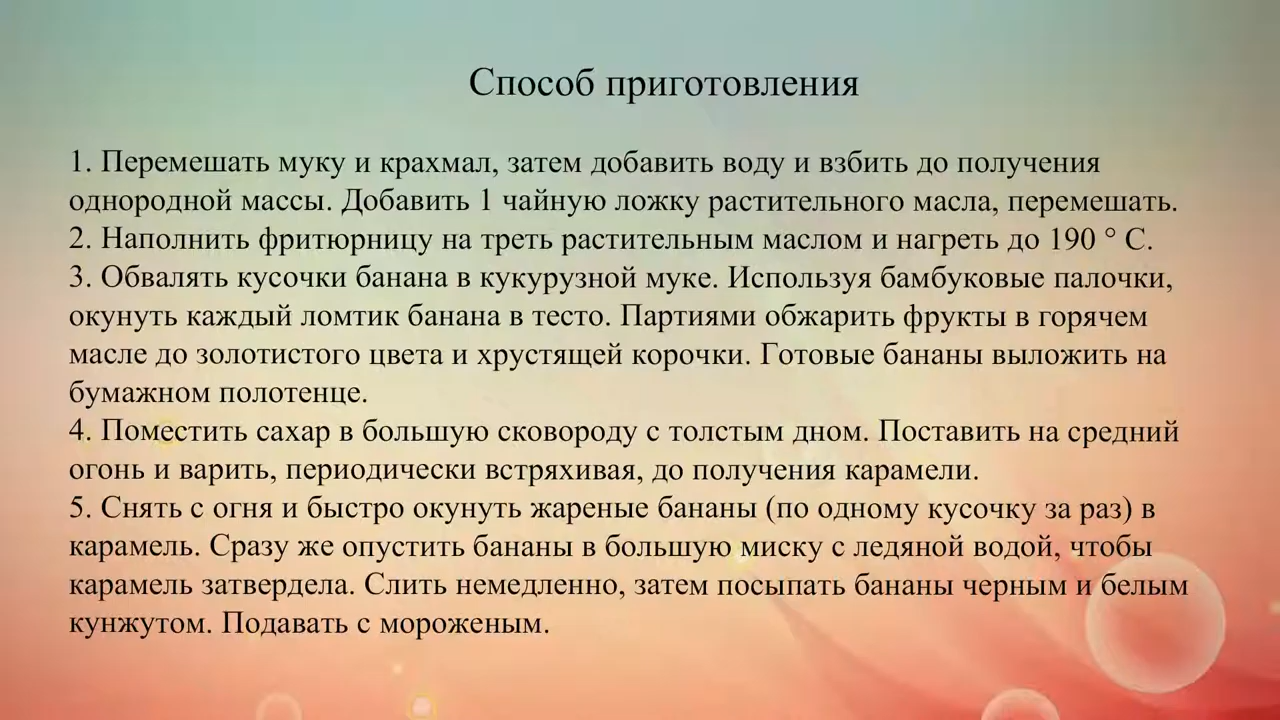 Способ приготовления
1. Перемешать муку и крахмал, затем добавить воду и взбить до получения
однородной массы. Добавить 1 чайную ложку растительного масла, перемешать.
2. Наполнить фритюрницу на треть растительным маслом и нагреть до 190 ° С.
3. Обвалять кусочки банана в кукурузной муке. Используя бамбуковые палочки,
окунуть каждый ломтик банана в тесто. Партиями обжарить фрукты в горячем
масле до золотистого цвета и хрустящей корочки. Готовые бананы выложить на
бумажном полотенце.
4. Поместить сахар в большую сковороду с толстым дном. Поставить на средний
огонь и варить, периодически встряхивая, до получения карамели.
5. Снять с огня и быстро окунуть жареные бананы (по одному кусочку за раз) в
карамель. Сразу же опустить бананы в большую миску с ледяной водой, чтобы
карамель затвердела. Слить немедленно, затем посыпать бананы черным и белым
кунжутом. Подавать с мороженым.